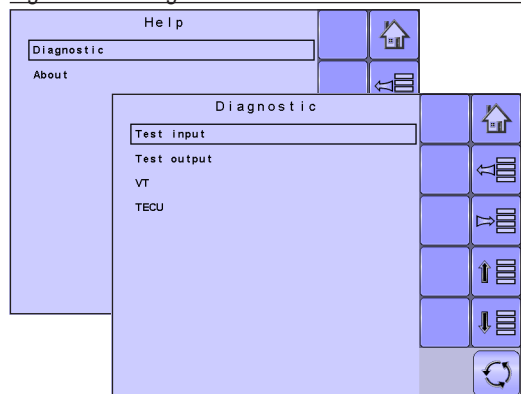 Help
Diagnostic
About
Diagnostic
Test input
Test output
VT
TECU